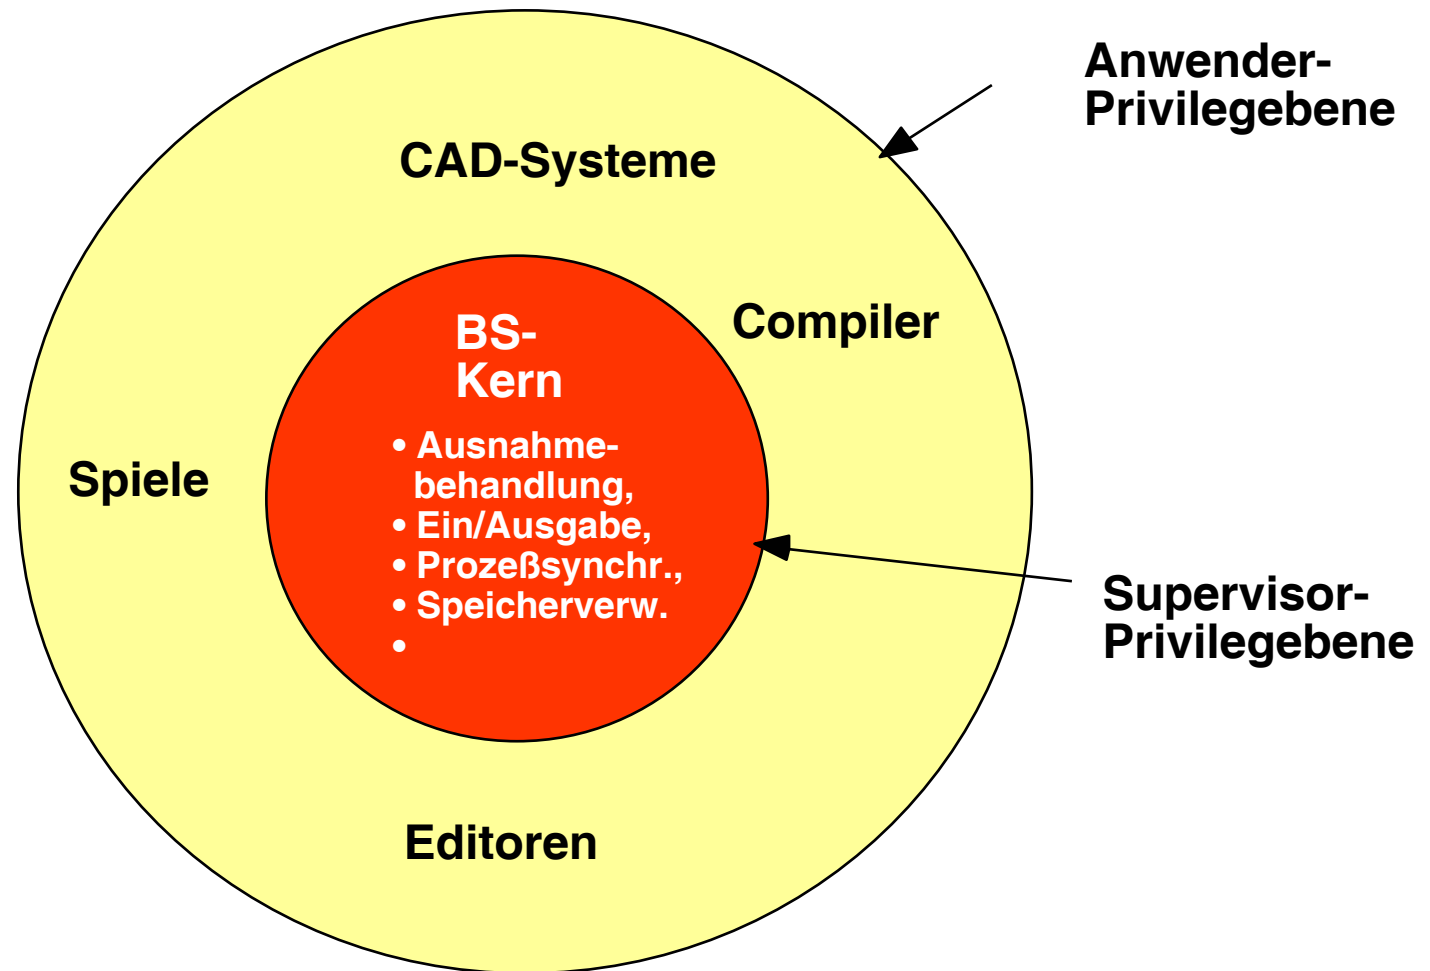 Anwender-
Privilegebene
CAD-Systeme
Compiler
BS-
Kern
• Ausnahme-
behandlung,
• Ein/Ausgabe,
• Prozeßsynchr.,
• Speicherverw.
•
Spiele
Supervisor-
Privilegebene
Editoren